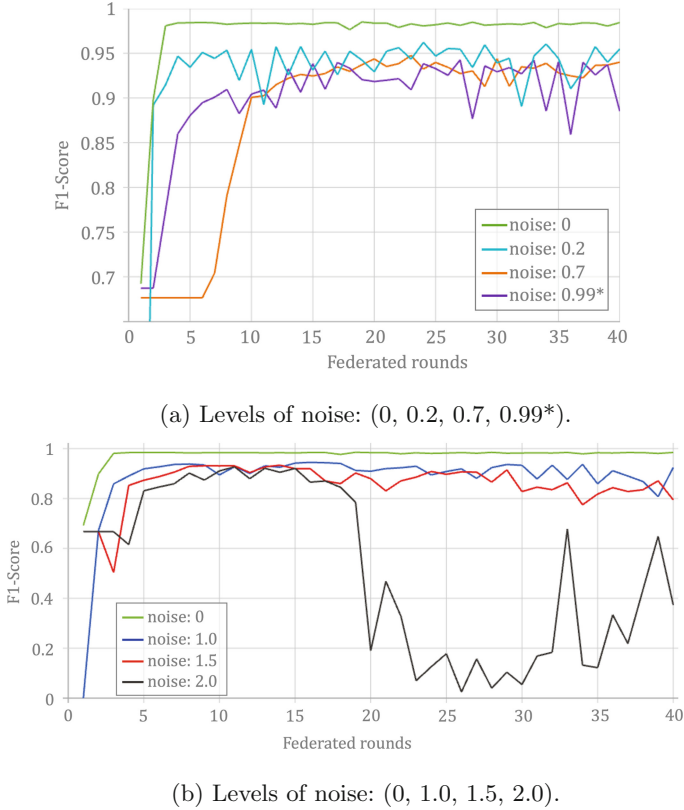 1
0.95
0.9
0.85
0.8
0.75
0.7
F1-Score
noise: 0
noise: 0.2
noise: 0.7
noise: 0.99*
0 5 10 15 20 25 30 35 40
Federated rounds
(a) Levels of noise: (0, 0.2, 0.7, 0.99*).
1
0.8
0.6
0.4
0.2
0
F1-Score
noise: 0
noise: 1.0
noise: 1.5
noise: 2.0
0 5 10 15 20 25 30 35 40
Federated rounds
(b) Levels of noise: (0, 1.0, 1.5, 2.0).